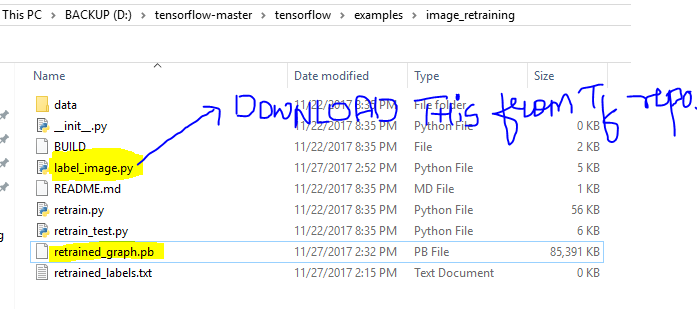 This PC > BACKUP (D:) > tensorflow-master > tensorflow > examples > image_retraining
Name Date modified Type Size
data 11/22/2017 8:35 PM File folder
DOWNLOAD THIS from Tf repo.
__init__.py 11/22/2017 8:35 PM Python File 0 KB
BUILD 11/22/2017 8:35 PM File 2 KB
label_image.py 11/27/2017 2:52 PM Python File 5 KB
README.md 11/22/2017 8:35 PM MD File 1 KB
retrain.py 11/22/2017 8:35 PM Python File 56 KB
retrain_test.py 11/22/2017 8:35 PM Python File 6 KB
retrained_graph.pb 11/27/2017 2:32 PM PB File 85,391 KB
retrained_labels.txt 11/27/2017 2:15 PM Text Document 0 KB